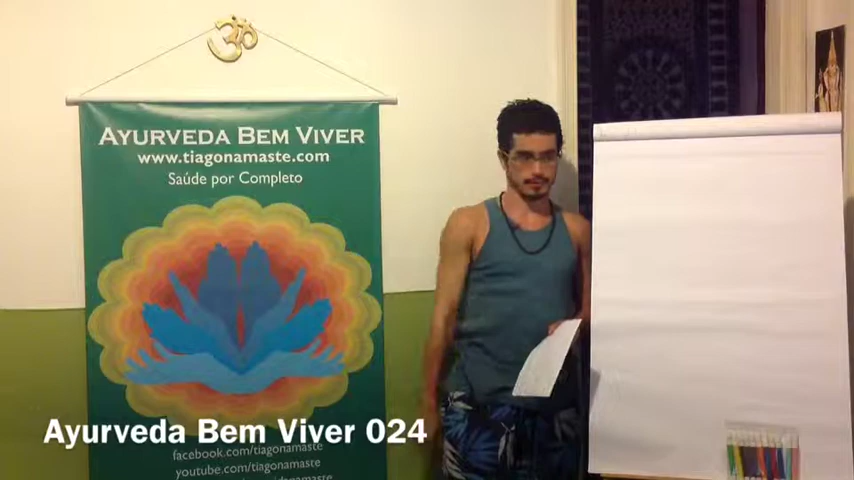 AYURVEDA BEM VIVER
www.tiagonamaste.com
Saúde por Completo
Ayurveda Bem Viver 024
facebook.com/tiagonamaste
youtube.com/tiagonamaste